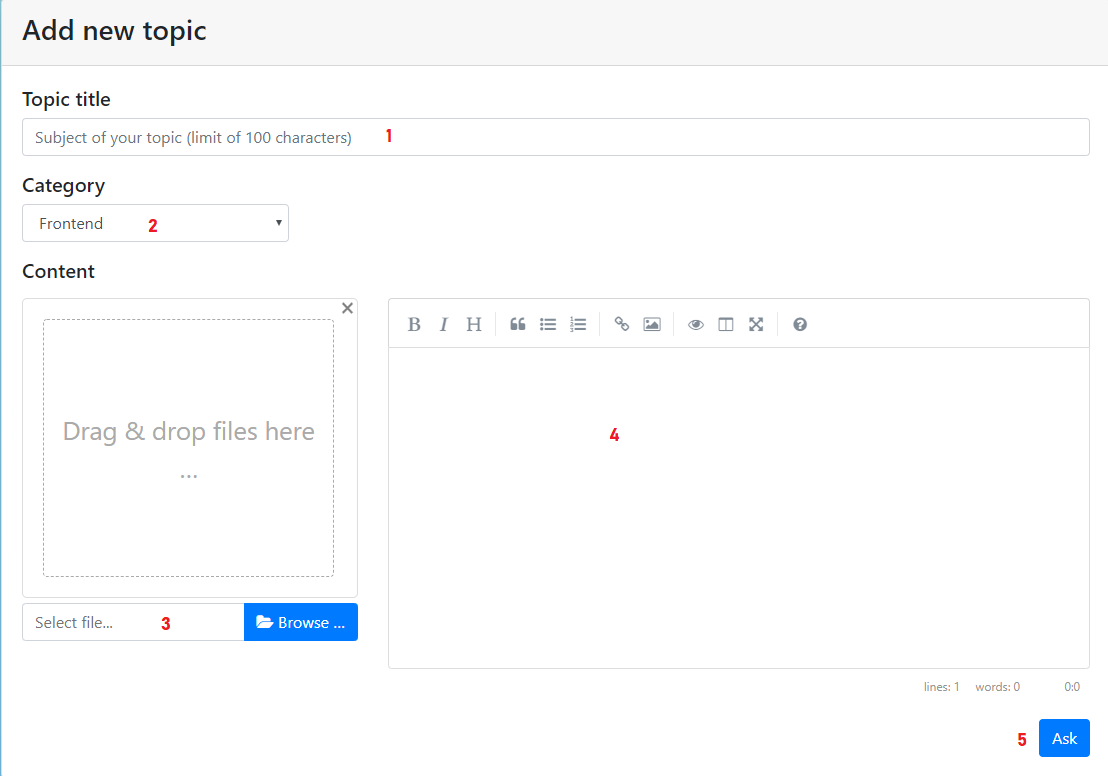 Add new topic
Topic title
Subject of your topic (limit of 100 characters) 1
Category
Frontend 2
Content
Drag & drop files here
...
B I H
4
Select file... 3 Browse ...
lines: 1 words: 0 0:0
5 Ask